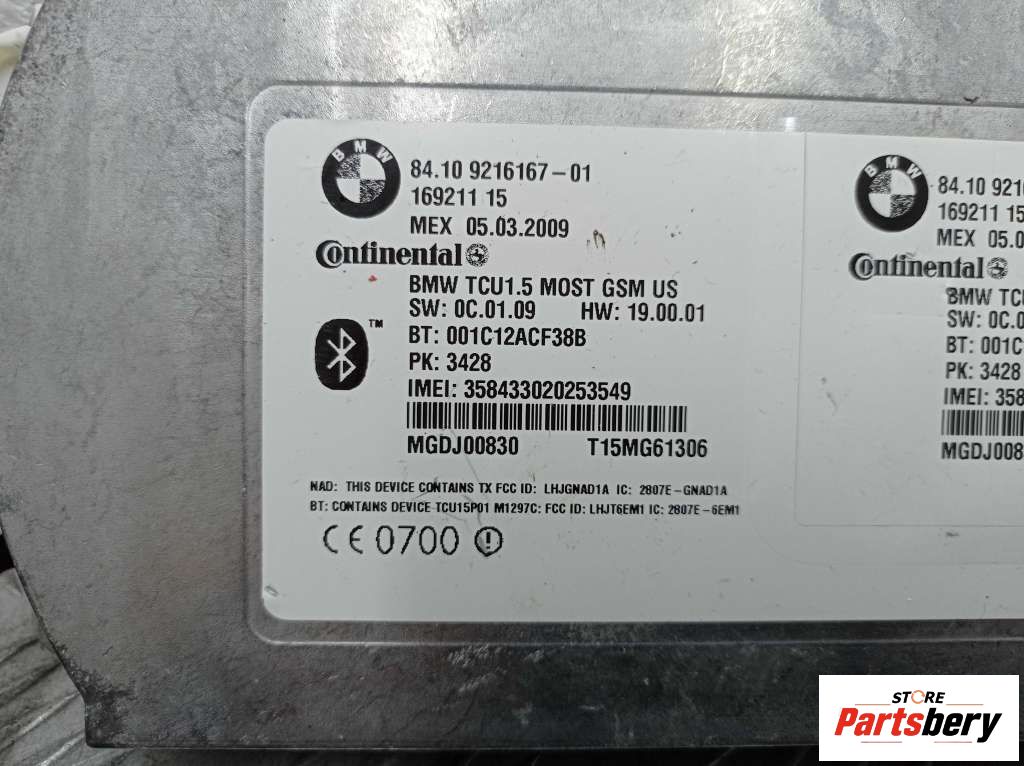 BMW
84.10 9216167-01
169211 15
MEX 05.03.2009
Continental
BMW TCU1.5 MOST GSM US
SW: 0C.01.09 HW: 19.00.01
™
BT: 001C12ACF38B
PK: 3428
IMEI: 358433020253549
MGDJ00830 T15MG61306
NAD: THIS DEVICE CONTAINS TX FCC ID: LHJGNAD1A IC: 2807E-GNAD1A
BT: CONTAINS DEVICE TCU15P01 M1297C: FCC ID: LHJT6EM1 IC: 2807E-6EM1
CE 0700
BMW
84.10 921
169211 15
MEX 05.0
Continental
BMW TC
SW: 0C.0
BT: 001C
PK: 3428
IMEI: 358
MGDJ008
STORE
Partsbery